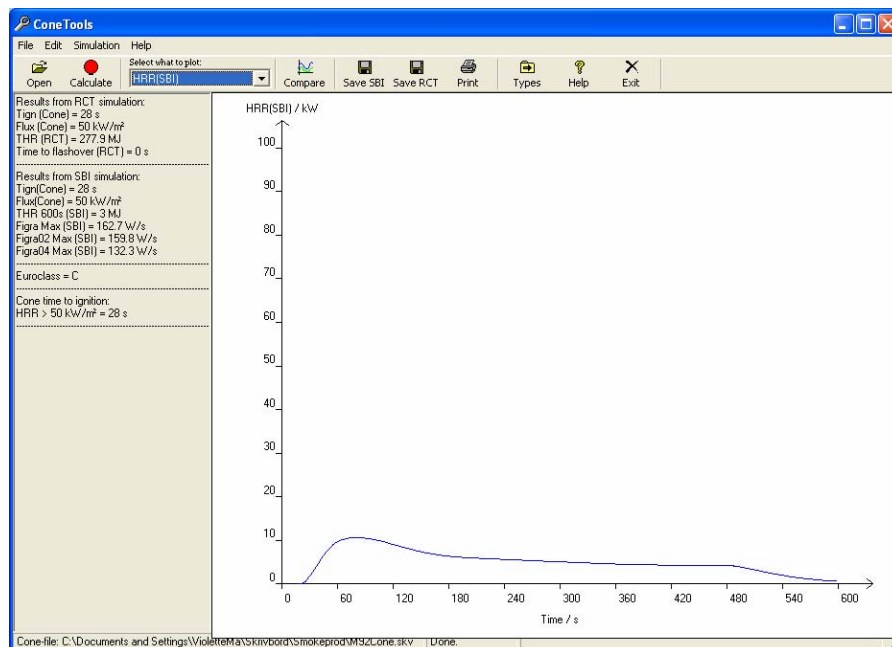 ConeTools
File Edit Simulation Help
Select what to plot:
HRR(SBI)
Open Calculate Compare Save SBI Save RCT Print Types Help Exit
Results from RCT simulation:
Tign (Cone) = 28 s
Flux (Cone) = 50 kW/m²
THR (RCT) = 277.9 MJ
Time to flashover (RCT) = 0 s
Results from SBI simulation:
Tign(Cone) = 28 s
Flux(Cone) = 50 kW/m²
THR 600s (SBI) = 3 MJ
Figra Max (SBI) = 162.7 W/s
Figra02 Max (SBI) = 159.8 W/s
Figra04 Max (SBI) = 132.3 W/s
Euroclass = C
Cone time to ignition:
HRR > 50 kW/m² = 28 s
HRR(SBI) / kW
100
90
80
70
60
50
40
30
20
10
0
0 60 120 180 240 300 360 420 480 540 600
Time / s
Cone-file: C:\Documents and Settings\VioletteMa\Skrivbord\Smokeprod\M92Cone.skv Done.